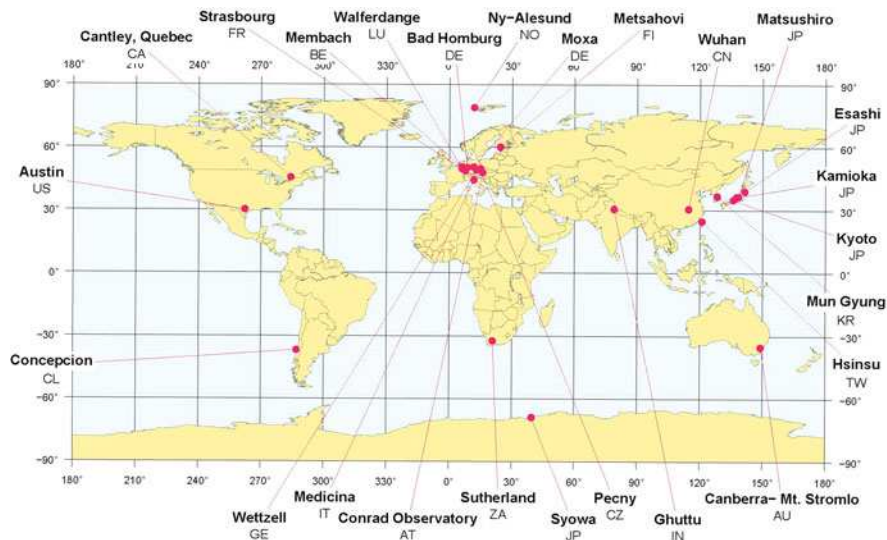 Strasbourg
FR
Walferdange
LU
Ny-Alesund
NO
Metsahovi
FI
Matsushiro
JP
Cantley, Quebec
CA
Membach
BE
Bad Homburg
DE
Moxa
DE
Wuhan
CN
180° 210° 240° 270° 300° 330° 0° 30° 60° 90° 120° 150° 180°
90° 90°
Esashi
JP
60° 60°
Austin
US
Kamioka
JP
30° 30°
Kyoto
JP
0° 0°
Mun Gyung
KR
−30° −30°
Concepcion
CL
Hsinsu
TW
−60° −60°
−90° −90°
180° 210° 240° 270° 300° 330° 0° 30° 60° 90° 120° 150° 180°
Medicina
IT
Sutherland
ZA
Pecny
CZ
Canberra− Mt. Stromlo
AU
Wettzell
GE
Conrad Observatory
AT
Syowa
JP
Ghuttu
IN